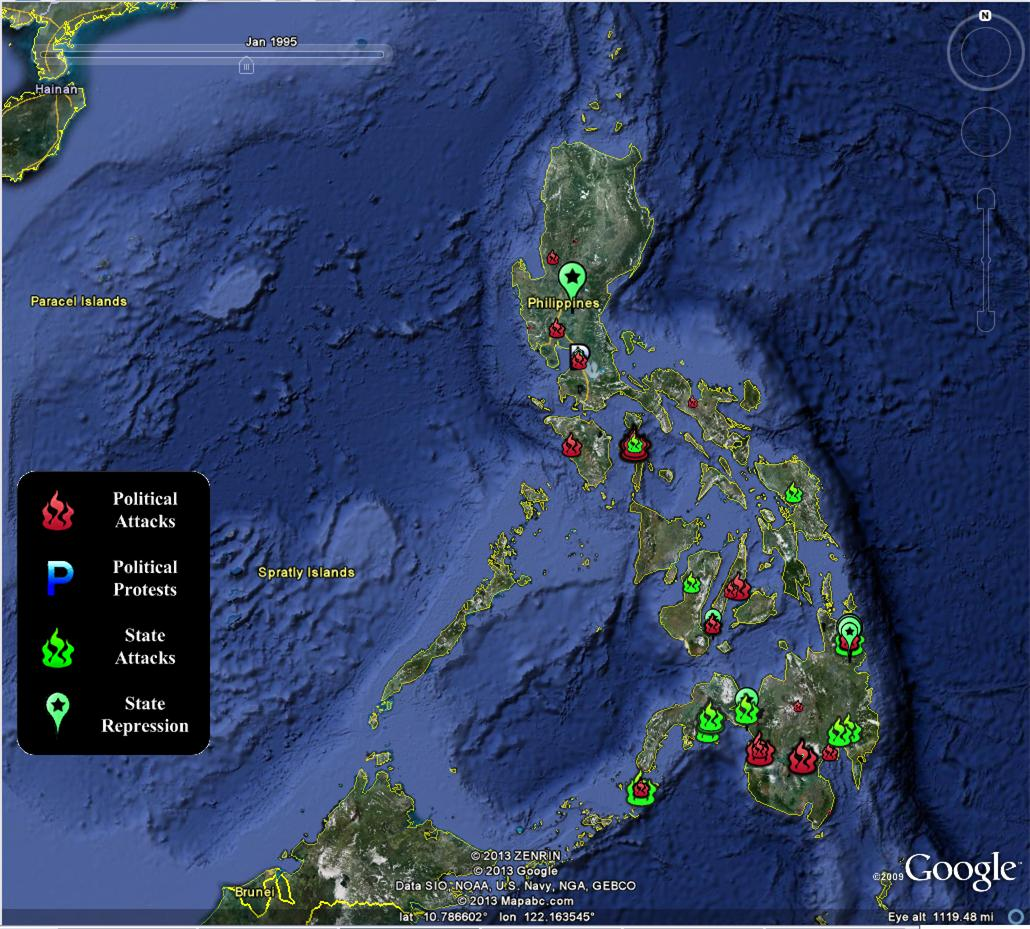 N
Jan 1995
Hainan
Paracel Islands
Philippines
Spratly Islands
Political
Attacks
P
Political
Protests
State
Attacks
State
Repression
Brunei
© 2013 ZENRIN
© 2013 Google
Data SIO, NOAA, U.S. Navy, NGA, GEBCO
© 2013 Mapabc.com
©2009 Google
lat 10.786602° lon 122.163545°
Eye alt 1119.48 mi